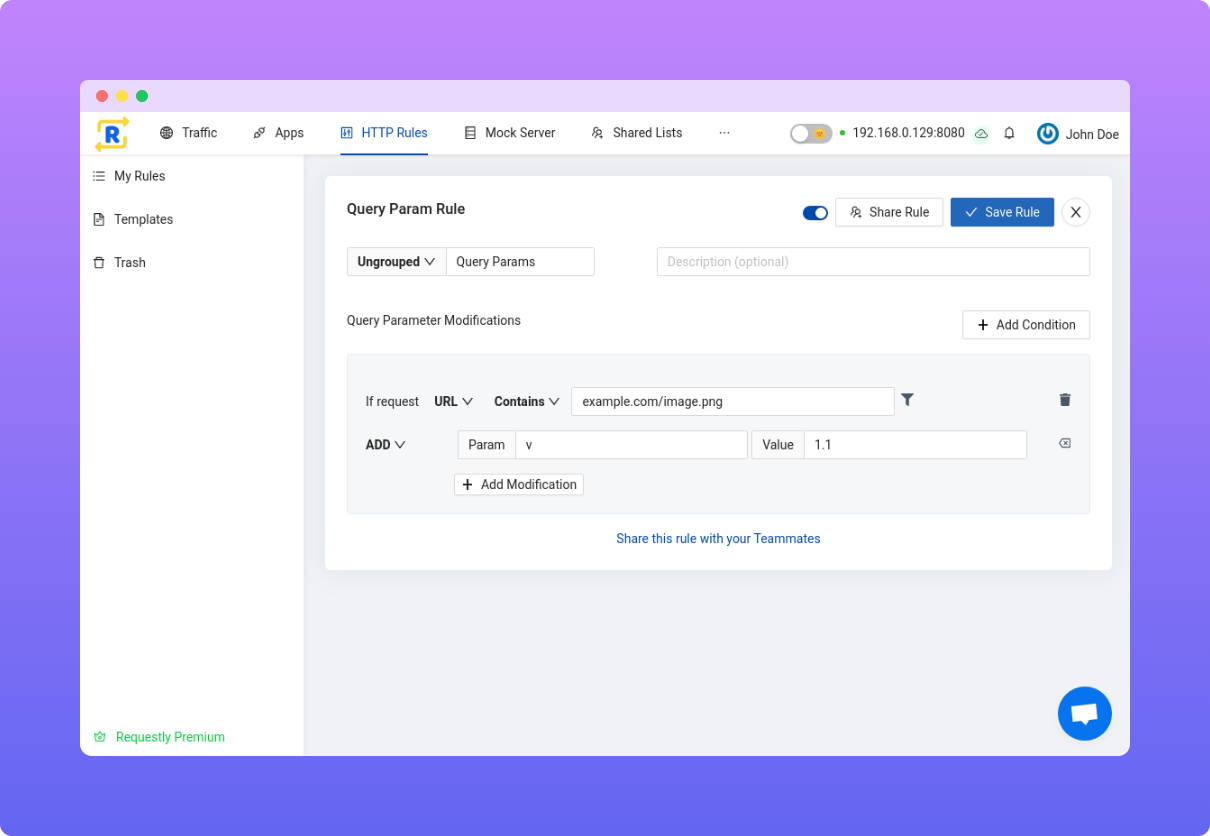 R Traffic Apps HTTP Rules Mock Server Shared Lists ··· 192.168.0.129:8080 John Doe
My Rules
Templates
Trash
Requestly Premium
Query Param Rule Share Rule Save Rule
Ungrouped Query Params Description (optional)
Query Parameter Modifications + Add Condition
If request URL Contains example.com/image.png
ADD Param v Value 1.1
+ Add Modification
Share this rule with your Teammates